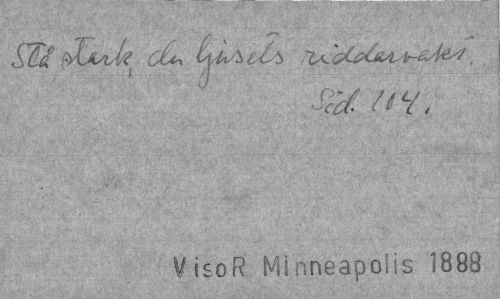 Stå stark, du ljusets riddarvakt.
Sid. 104.
VisoR Minneapolis 1888